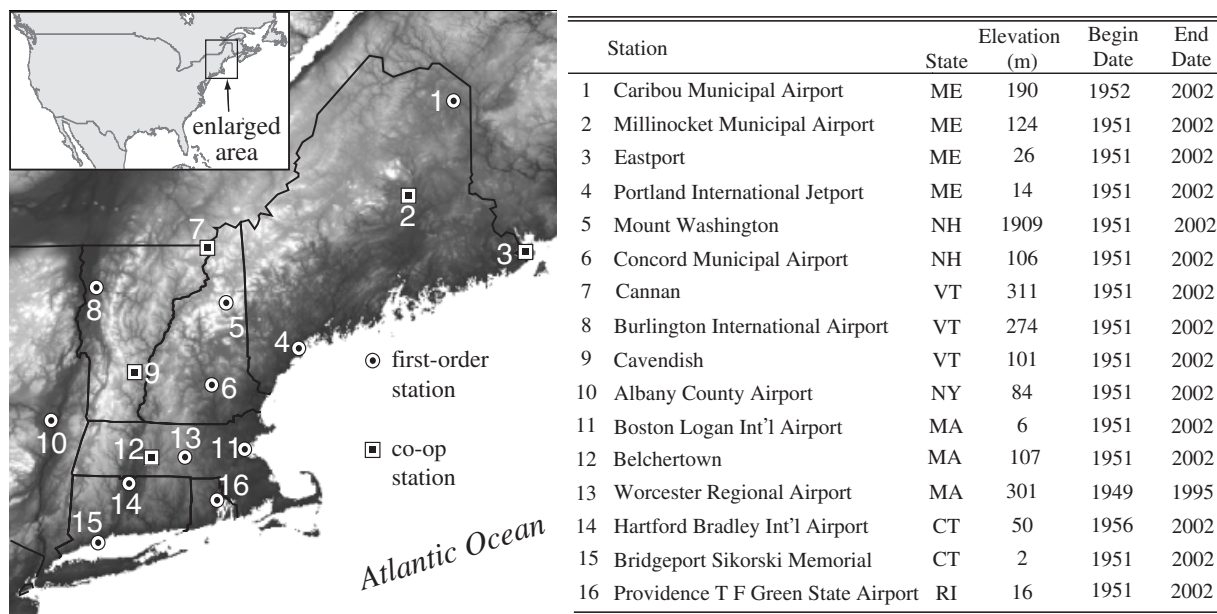 enlarged
area
1
2
7
3
8
5
4
first-order
station
9
6
10
co-op
station
12
13
11
14
16
15
Atlantic Ocean
Station State Elevation (m) Begin Date End Date
1 Caribou Municipal Airport ME 190 1952 2002
2 Millinocket Municipal Airport ME 124 1951 2002
3 Eastport ME 26 1951 2002
4 Portland International Jetport ME 14 1951 2002
5 Mount Washington NH 1909 1951 2002
6 Concord Municipal Airport NH 106 1951 2002
7 Cannan VT 311 1951 2002
8 Burlington International Airport VT 274 1951 2002
9 Cavendish VT 101 1951 2002
10 Albany County Airport NY 84 1951 2002
11 Boston Logan Int'l Airport MA 6 1951 2002
12 Belchertown MA 107 1951 2002
13 Worcester Regional Airport MA 301 1949 1995
14 Hartford Bradley Int'l Airport CT 50 1956 2002
15 Bridgeport Sikorski Memorial CT 2 1951 2002
16 Providence T F Green State Airport RI 16 1951 2002